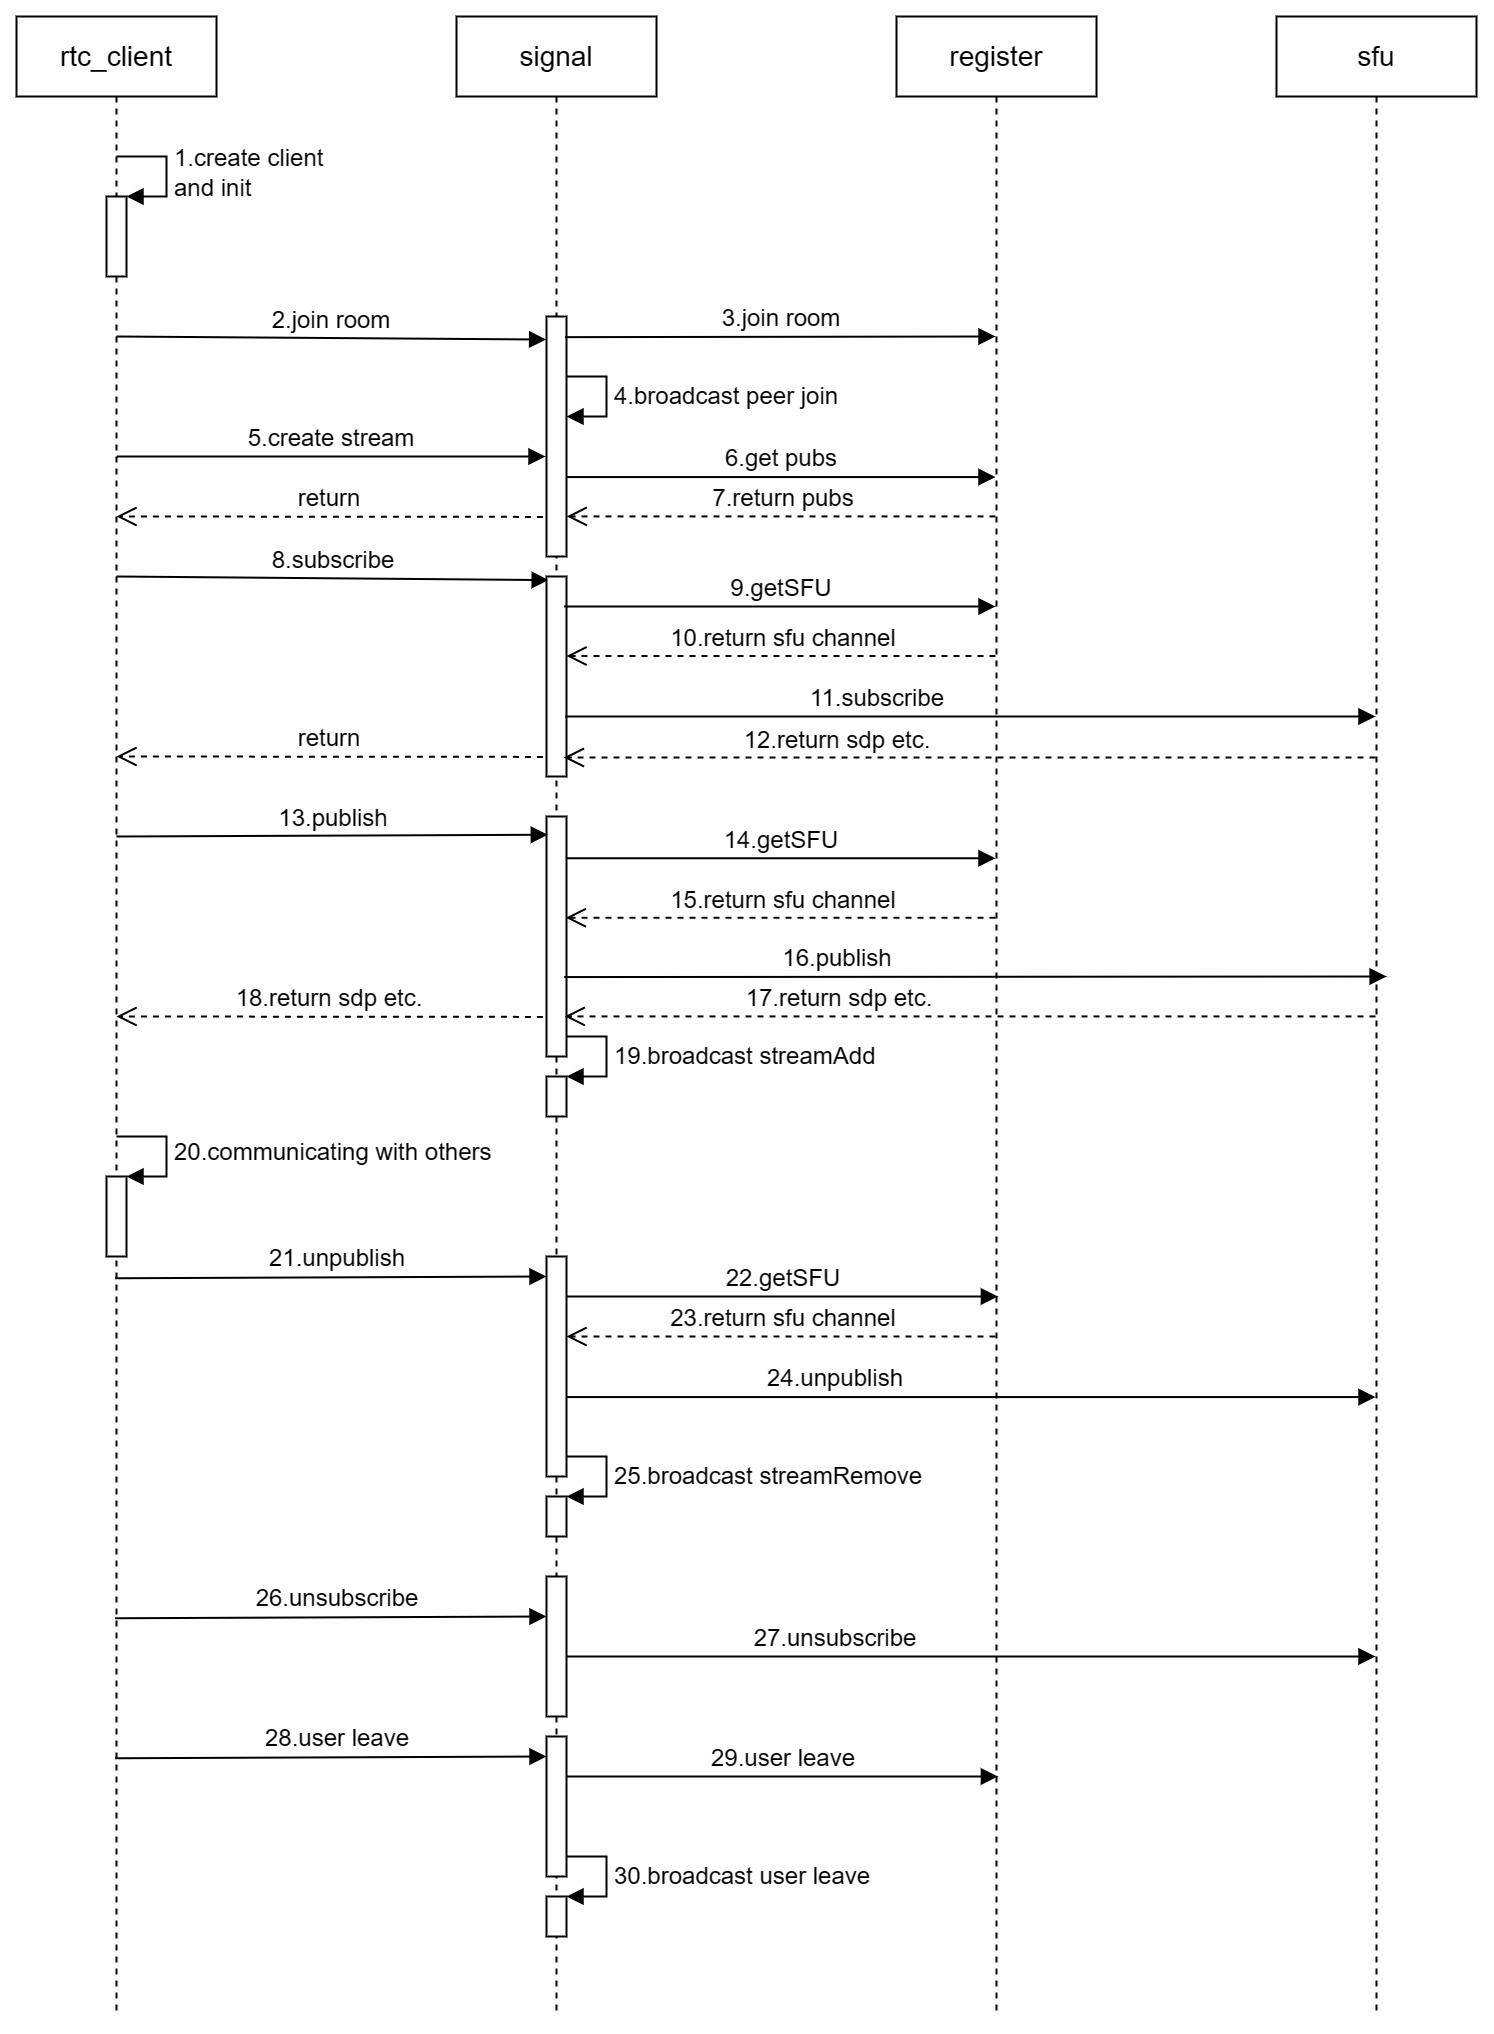 rtc_client
signal
register
sfu
1.create client
and init
2.join room
3.join room
4.broadcast peer join
5.create stream
6.get pubs
return
7.return pubs
8.subscribe
9.getSFU
10.return sfu channel
11.subscribe
return
12.return sdp etc.
13.publish
14.getSFU
15.return sfu channel
16.publish
18.return sdp etc.
17.return sdp etc.
19.broadcast streamAdd
20.communicating with others
21.unpublish
22.getSFU
23.return sfu channel
24.unpublish
25.broadcast streamRemove
26.unsubscribe
27.unsubscribe
28.user leave
29.user leave
30.broadcast user leave